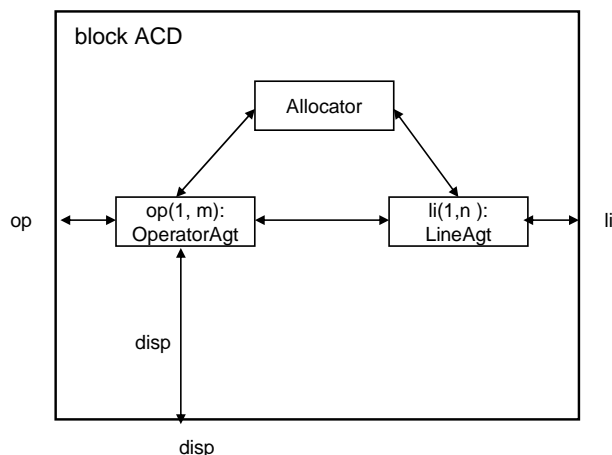 block ACD
Allocator
op
op(1, m):
OperatorAgt
li(1,n ):
LineAgt
li
disp
disp